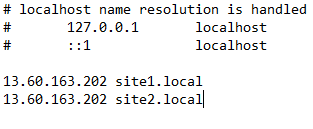 # localhost name resolution is handled
# 127.0.0.1 localhost
# ::1 localhost
13.60.163.202 site1.local
13.60.163.202 site2.local